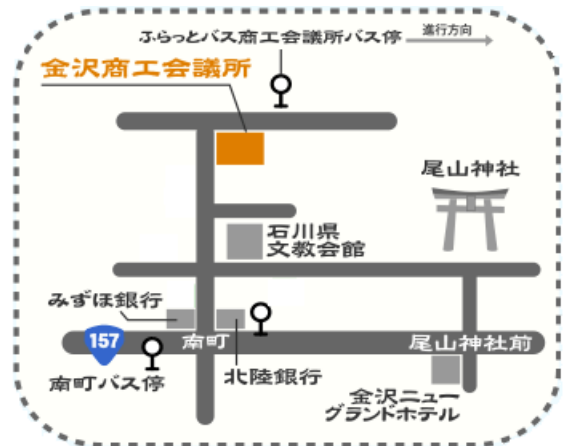 ふらっとバス商工会議所バス停
進行方向
金沢商工会議所
尾山神社
石川県
文教会館
みずほ銀行
157
南町
尾山神社前
南町バス停
北陸銀行
金沢ニュー
グランドホテル